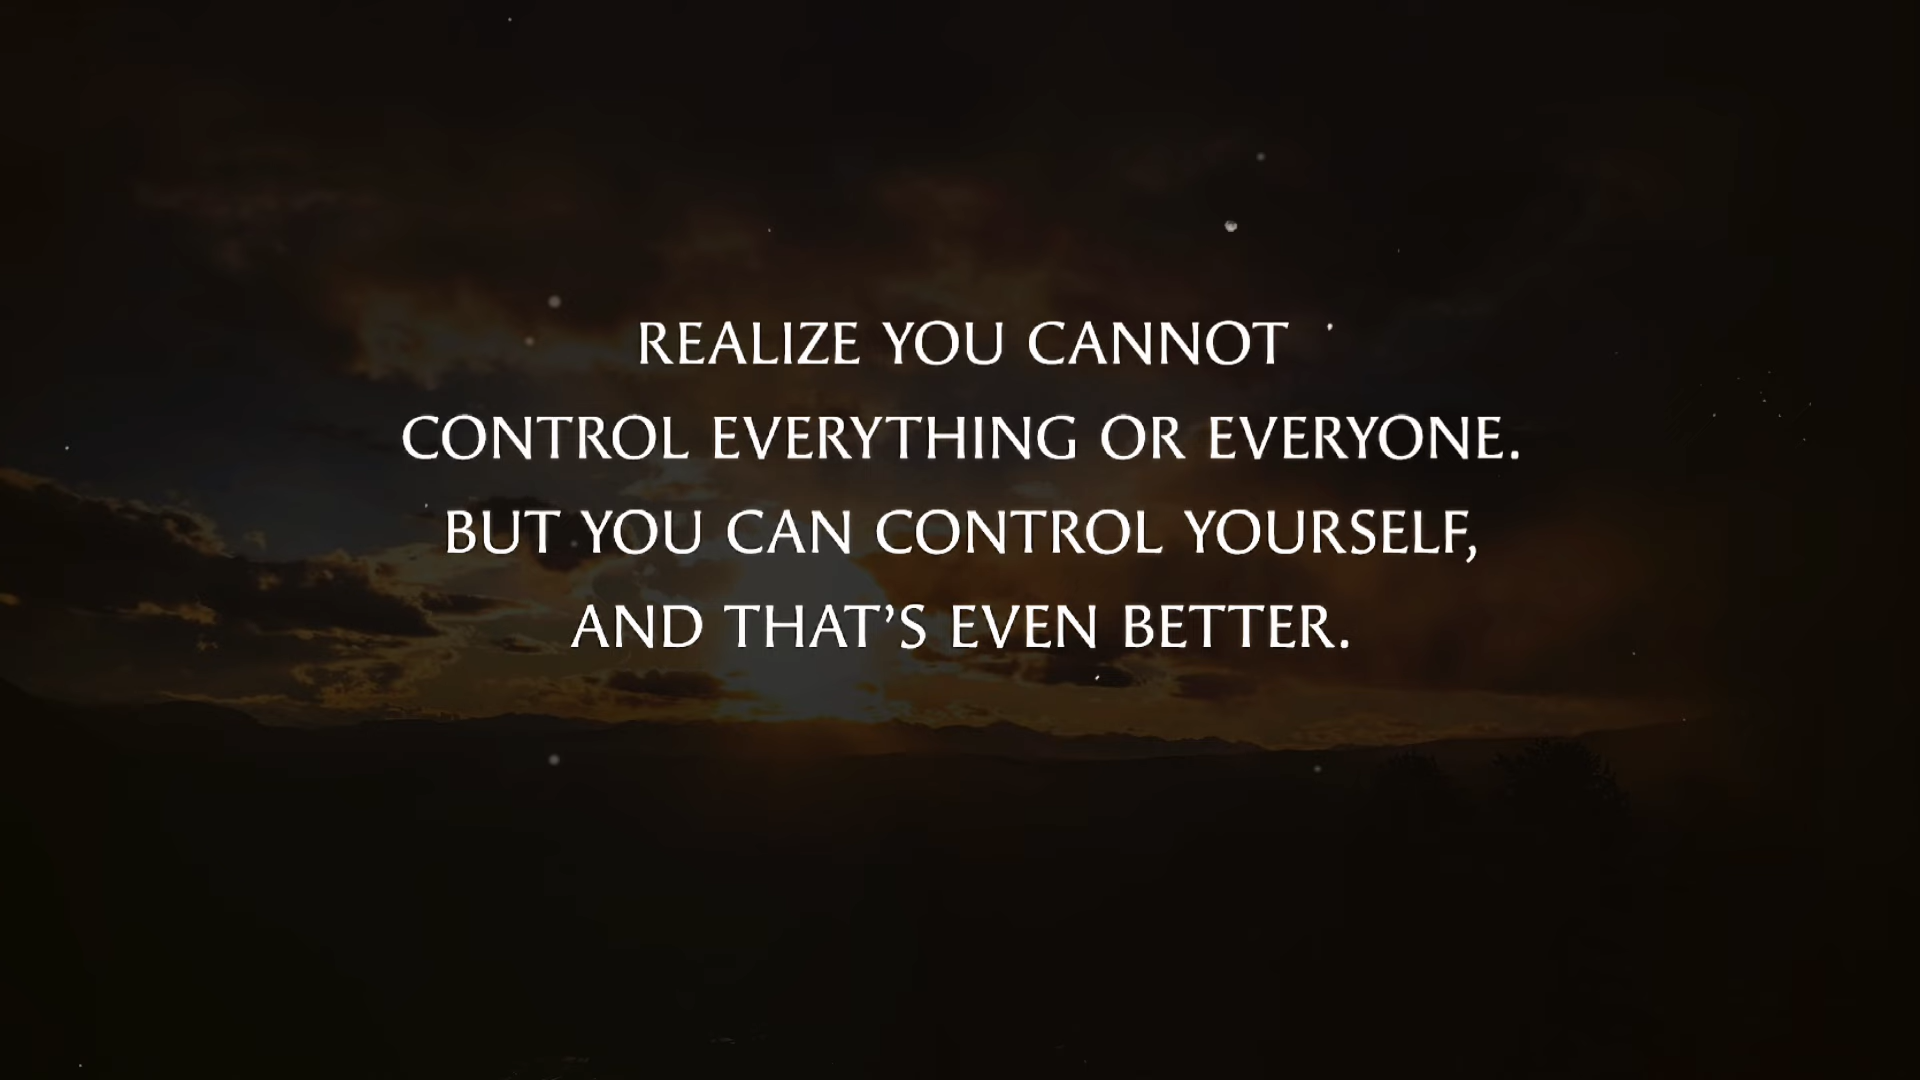 REALIZE YOU CANNOT
CONTROL EVERYTHING OR EVERYONE.
BUT YOU CAN CONTROL YOURSELF,
AND THAT’S EVEN BETTER.